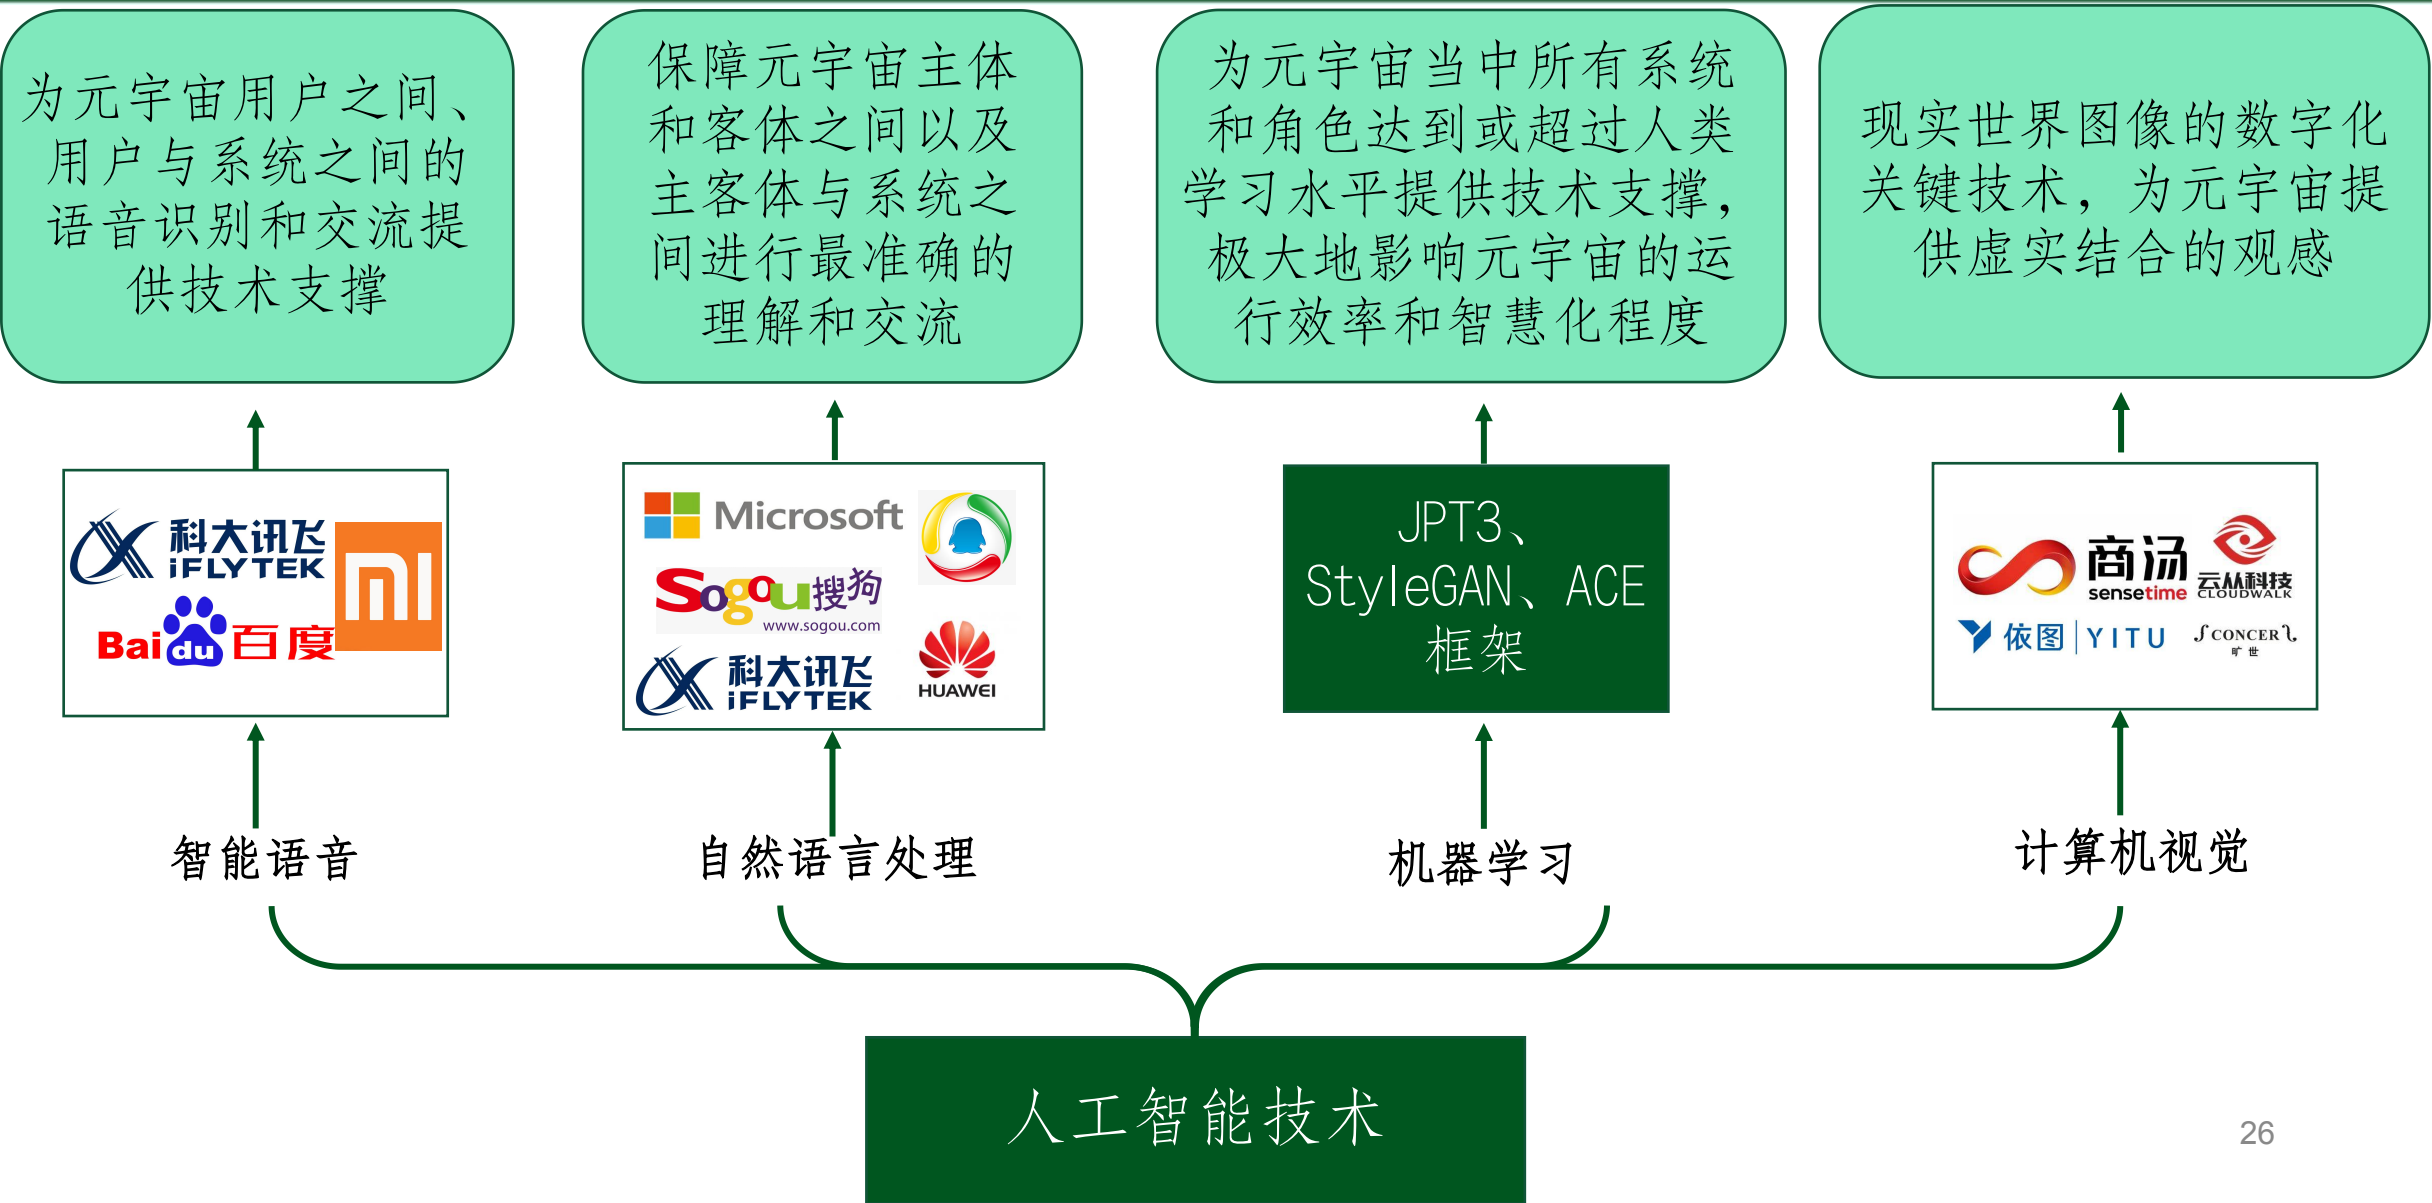 为元宇宙用户之间、
用户与系统之间的
语音识别和交流提
供技术支撑
保障元宇宙主体
和客体之间以及
主客体与系统之
间进行最准确的
理解和交流
为元宇宙当中所有系统
和角色达到或超过人类
学习水平提供技术支撑，
极大地影响元宇宙的运
行效率和智慧化程度
现实世界图像的数字化
关键技术，为元宇宙提
供虚实结合的观感
科大讯飞
iFLYTEK
mi
Bai du 百度
Microsoft
Sogou搜狗
www.sogou.com
科大讯飞
iFLYTEK
HUAWEI
JPT3、
StyleGAN、ACE
框架
商汤
sensetime
云从科技
CLOUDWALK
依图 YITU
CONCER
旷世
智能语音
自然语言处理
机器学习
计算机视觉
人工智能技术
26